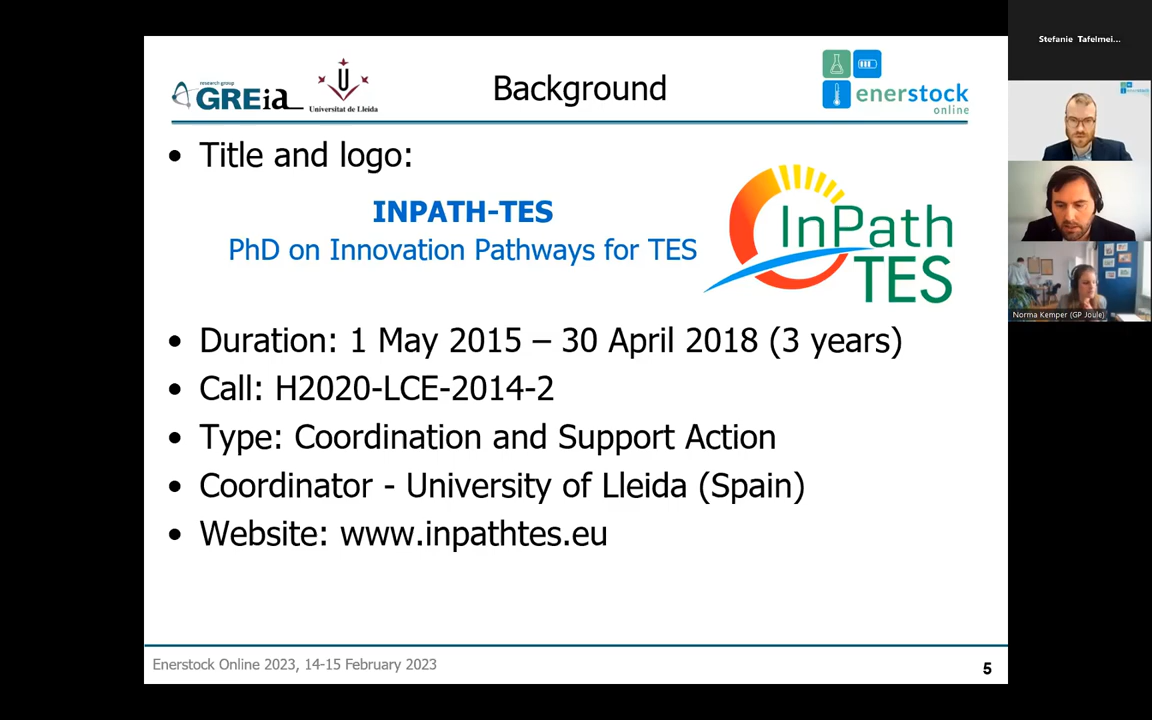 Stefanie Tafelmei...
research group
GREia
Universitat de Lleida
Background
enerstock
online
• Title and logo:
INPATH-TES
PhD on Innovation Pathways for TES
InPath
TES
• Duration: 1 May 2015 – 30 April 2018 (3 years)
• Call: H2020-LCE-2014-2
• Type: Coordination and Support Action
• Coordinator - University of Lleida (Spain)
• Website: www.inpathtes.eu
Enerstock Online 2023, 14-15 February 2023
5
enerstock
Norma Kemper (GP Joule)